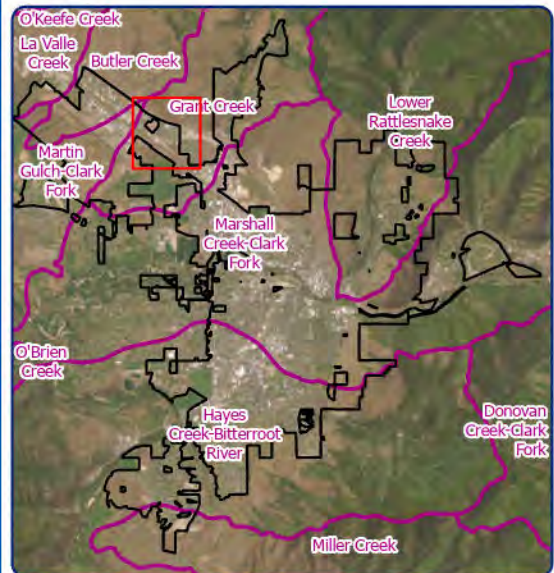 O'Keefe Creek
La Valle
Creek
Butler Creek
Grant Creek
Lower
Rattlesnake
Creek
Martin
Gulch-Clark
Fork
Marshall
Creek-Clark
Fork
O'Brien
Creek
Hayes
Creek-Bitterroot
River
Donovan
Creek-Clark
Fork
Miller Creek